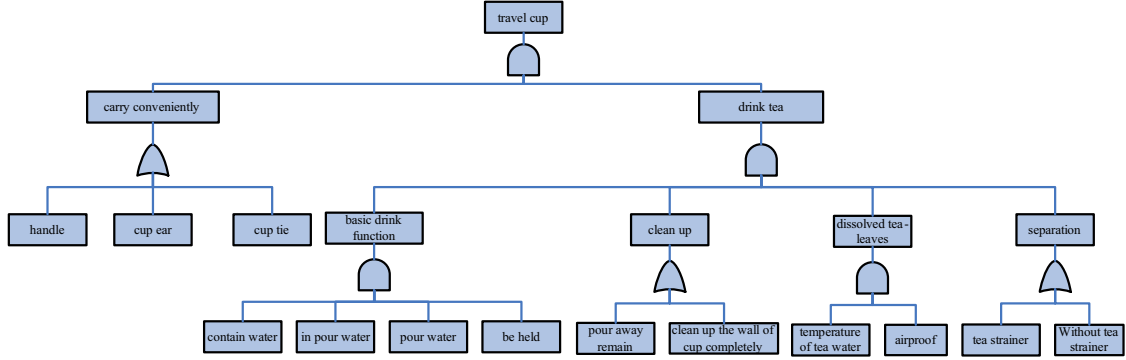 travel cup
carry conveniently
drink tea
handle
cup ear
cup tie
basic drink
function
clean up
dissolved tea-
leaves
separation
contain water
in pour water
pour water
be held
pour away
remain
clean up the wall of
cup completely
temperature
of tea water
airproof
tea strainer
Without tea
strainer